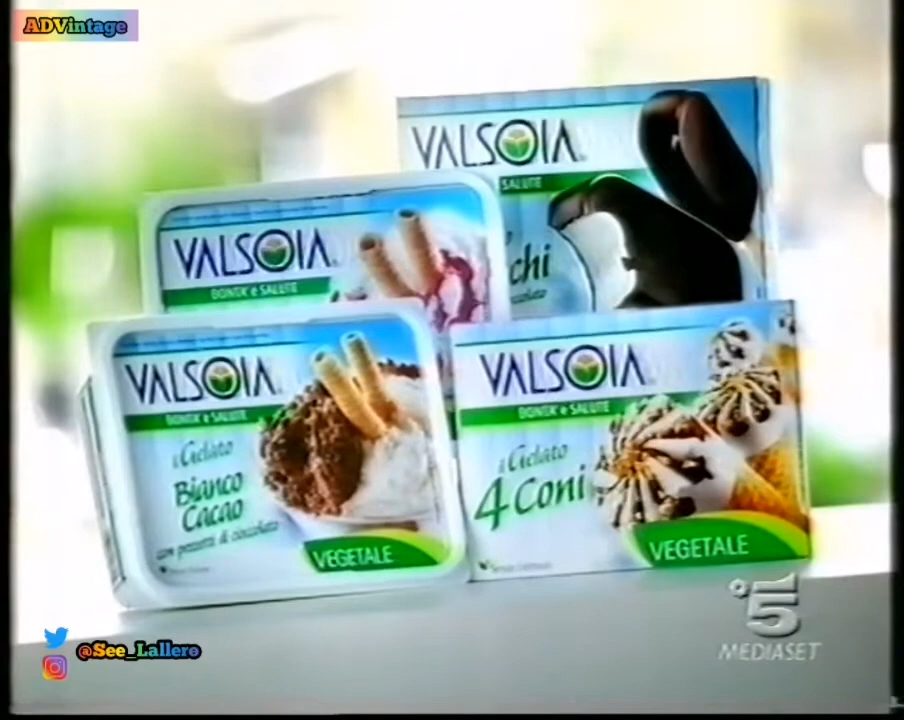 ADVintage
VALSOIA
SALUTE
chi
VALSOIA
BONTA' e SALUTE
VALSOIA
BONTA' e SALUTE
il Gelato
Bianco
Cacao
con pezzetti di cioccolato
VEGETALE
VALSOIA
BONTA' e SALUTE
il Gelato
4 Coni
VEGETALE
5
MEDIASET
@See_Lallero